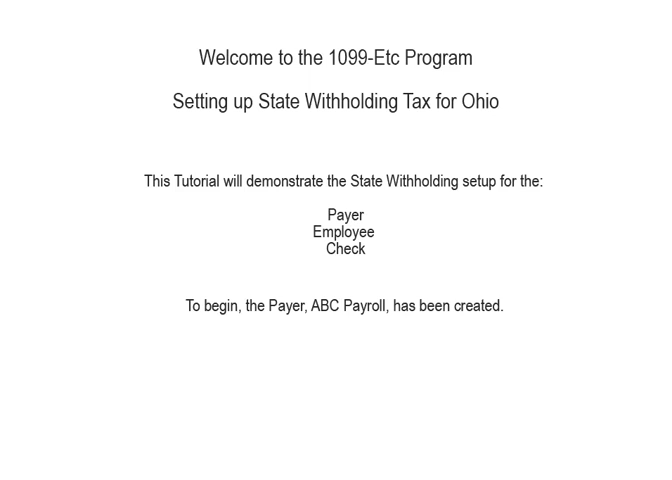 Welcome to the 1099-Etc Program
Setting up State Withholding Tax for Ohio
This Tutorial will demonstrate the State Withholding setup for the:
Payer
Employee
Check
To begin, the Payer, ABC Payroll, has been created.